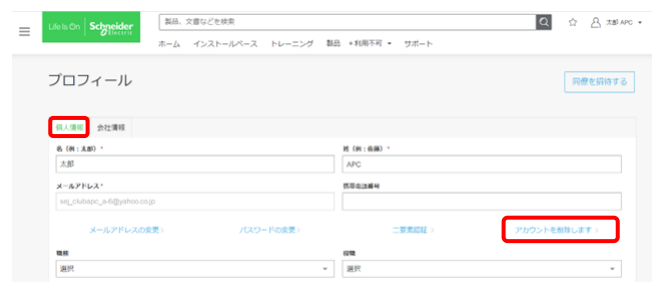 Life Is On Schneider Electric
製品、文書などを検索
太郎 APC
ホーム インストールベース トレーニング 製品 *利用不可 サポート
プロフィール
同僚を招待する
個人情報 会社情報
名（例：太郎） *
姓（例：佐藤） *
太郎
APC
メールアドレス *
携帯電話番号
sej_clubapc_a-6@yahoo.co.jp
メールアドレスの変更 パスワードの変更 二要素認証 アカウントを削除します
職種
役職
選択
選択